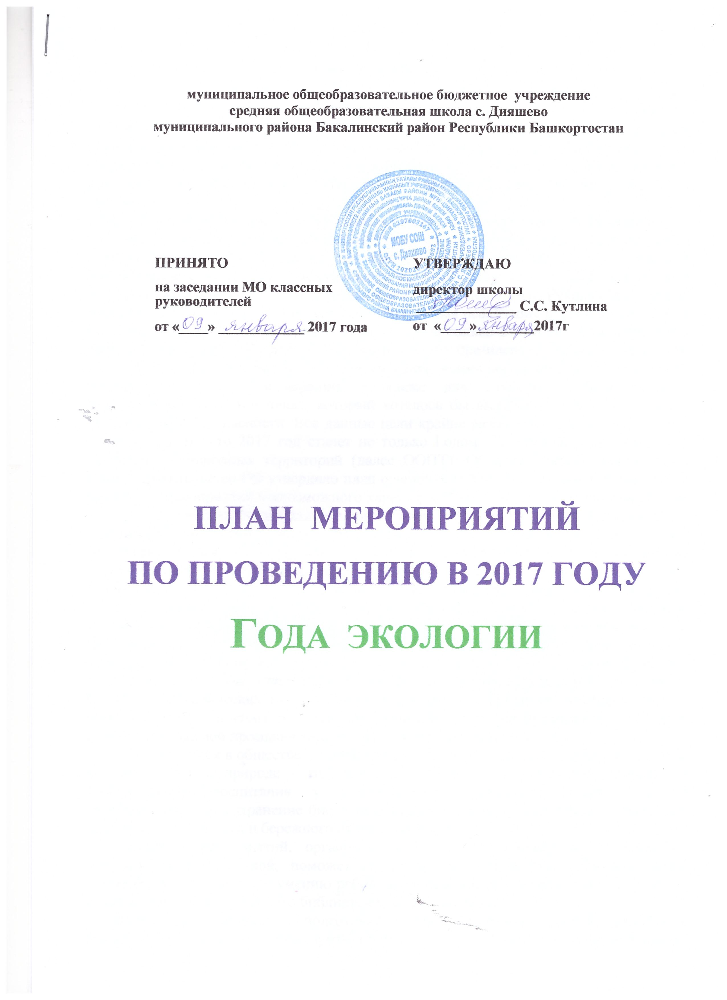 муниципальное общеобразовательное бюджетное учреждение
средняя общеобразовательная школа с. Дияшево
муниципального района Бакалинский район Республики Башкортостан
МОБУ СОШ
с. Дияшево
ПРИНЯТО
на заседании МО классных
руководителей
от «09» января 2017 года
УТВЕРЖДАЮ
директор школы
С.С. Кутлина
от «09» января 2017г
ПЛАН МЕРОПРИЯТИЙ
ПО ПРОВЕДЕНИЮ В 2017 ГОДУ
ГОДА ЭКОЛОГИИ